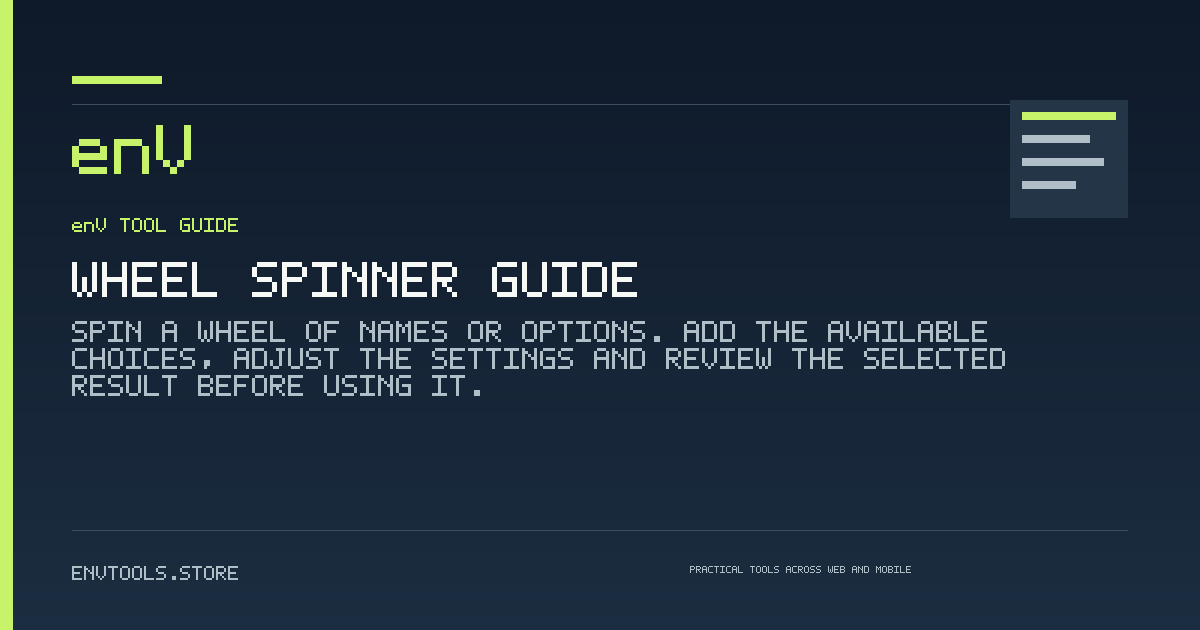 enV
enV TOOL GUIDE
WHEEL SPINNER GUIDE
SPIN A WHEEL OF NAMES OR OPTIONS. ADD THE AVAILABLE
CHOICES, ADJUST THE SETTINGS AND REVIEW THE SELECTED
RESULT BEFORE USING IT.
ENVTOOLS.STORE
PRACTICAL TOOLS ACROSS WEB AND MOBILE